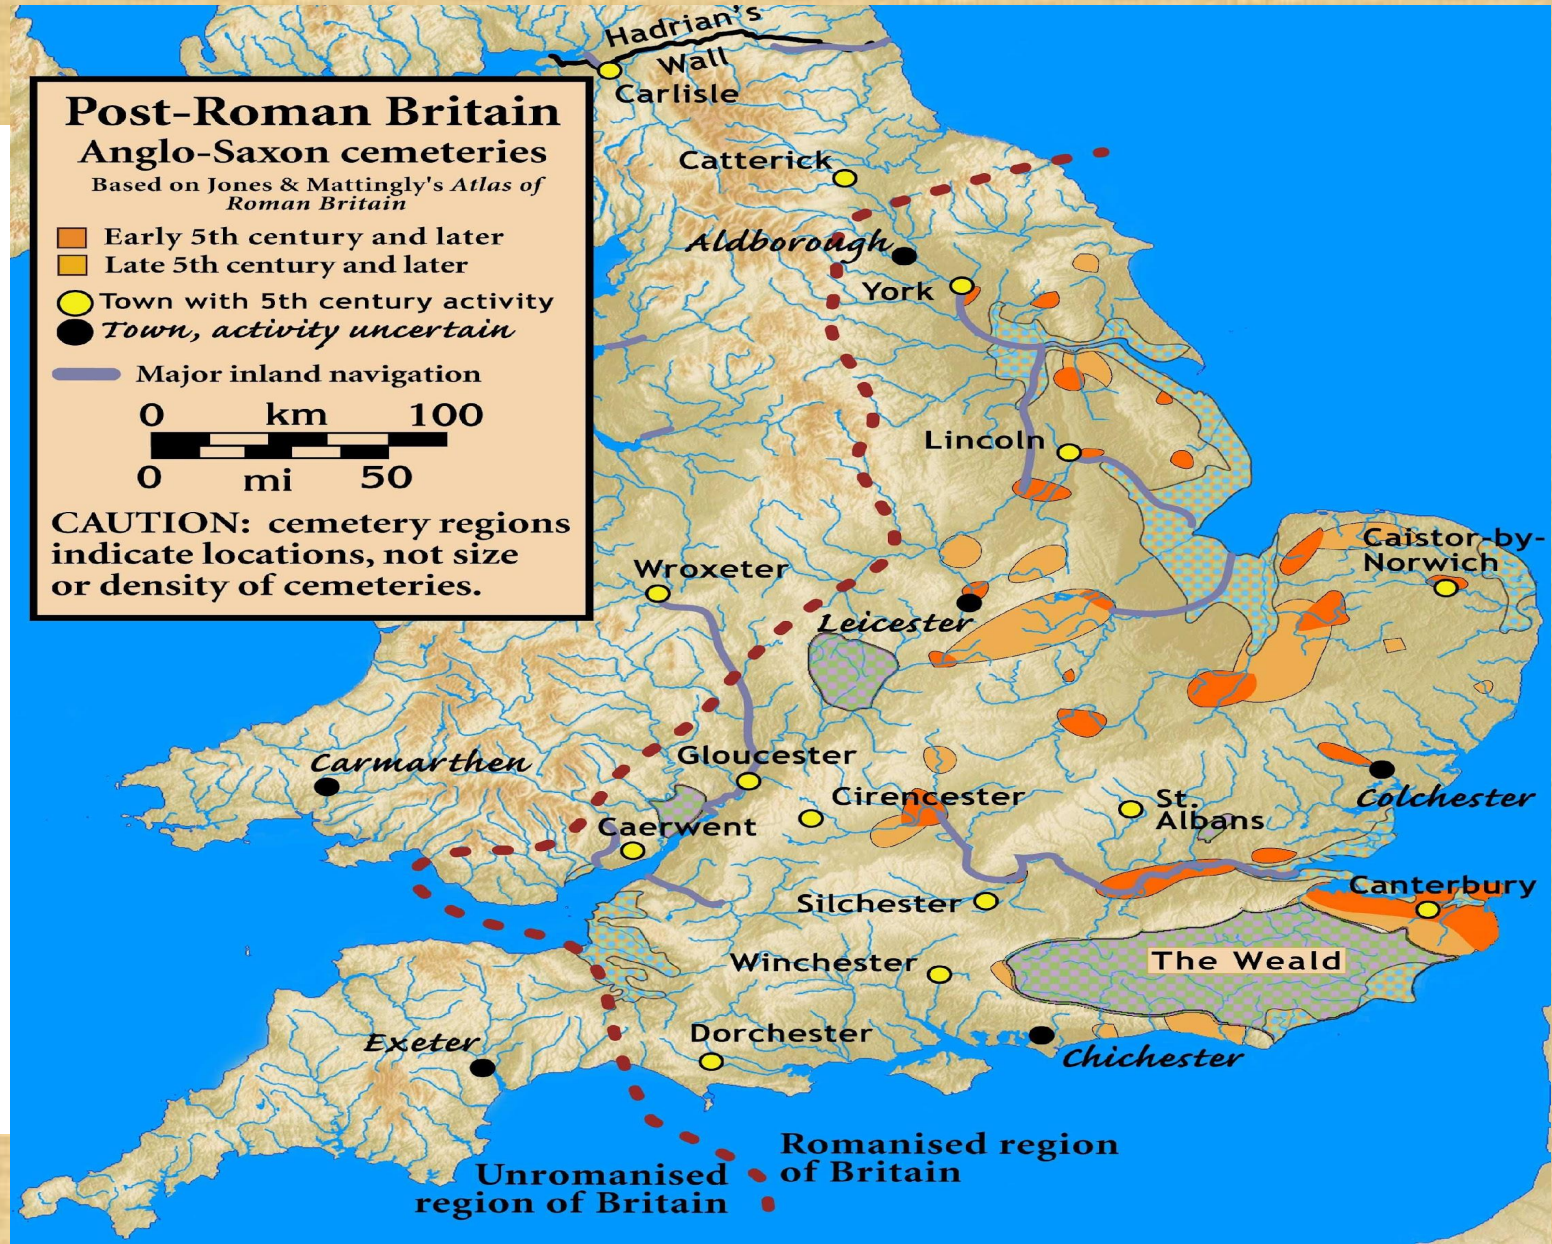 Hadrian's
Wall
Carlisle
Post-Roman Britain
Anglo-Saxon cemeteries
Based on Jones & Mattingly's Atlas of
Roman Britain
Early 5th century and later
Late 5th century and later
Town with 5th century activity
Town, activity uncertain
Major inland navigation
0 km 100
0 mi 50
CAUTION: cemetery regions
indicate locations, not size
or density of cemeteries.
Catterick
Aldborough
York
Lincoln
Caistor-by-
Norwich
Wroxeter
Leicester
Carmarthen
Gloucester
Cirencester
St.
Albans
Colchester
Caerwent
Silchester
Canterbury
Winchester
The Weald
Exeter
Dorchester
Chichester
Romanised region
of Britain
Unromanised
region of Britain